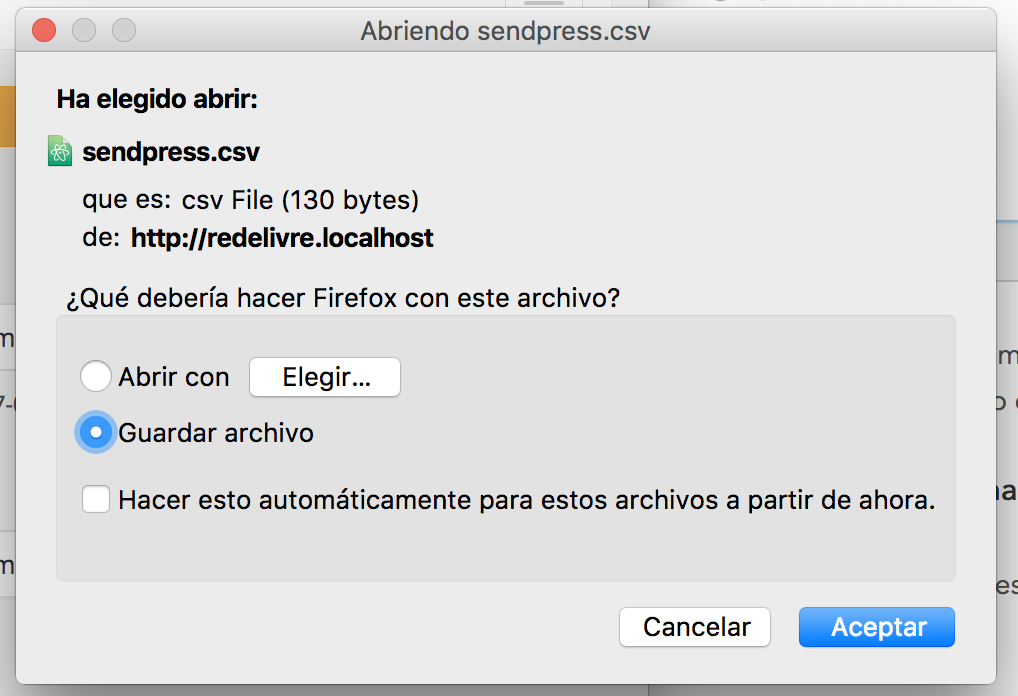 Abriendo sendpress.csv
Ha elegido abrir:
sendpress.csv
que es: csv File (130 bytes)
de: http://redelivre.localhost
¿Qué debería hacer Firefox con este archivo?
Abrir con Elegir...
Guardar archivo
Hacer esto automáticamente para estos archivos a partir de ahora.
Cancelar Aceptar